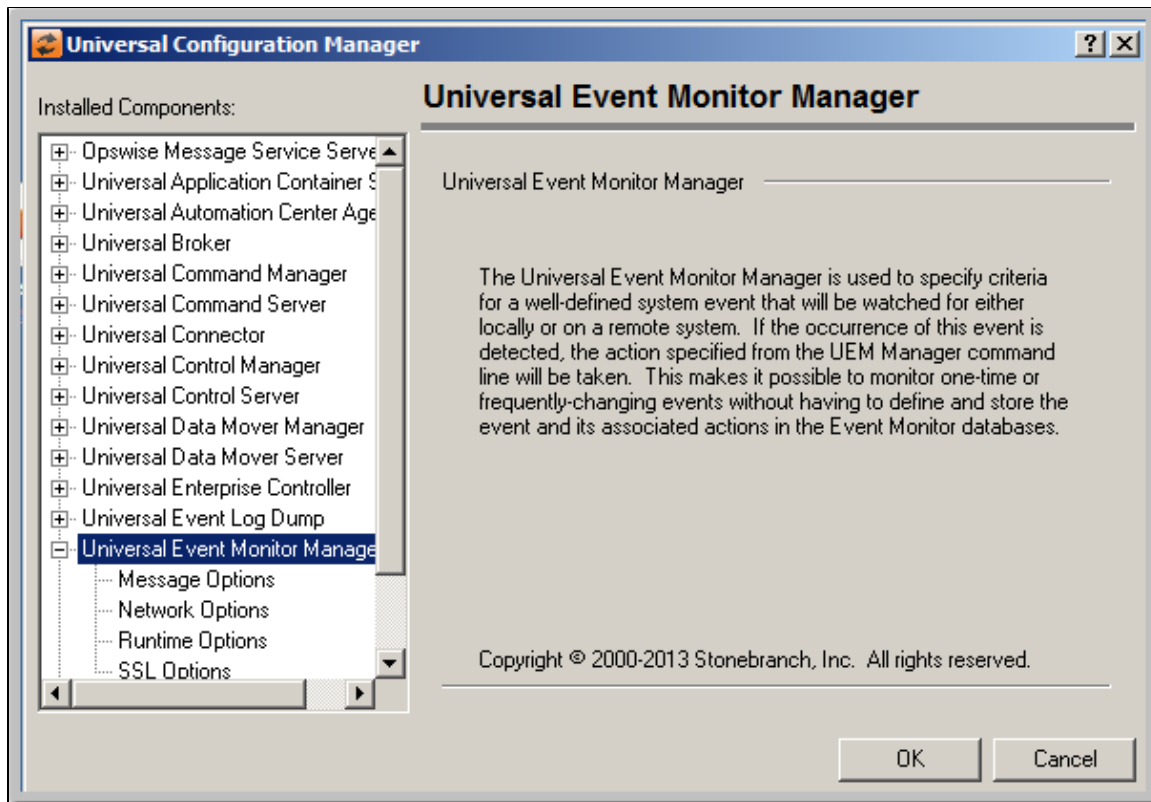 Universal Configuration Manager
Installed Components:
Opswise Message Service Serve
Universal Application Container S
Universal Automation Center Age
Universal Broker
Universal Command Manager
Universal Command Server
Universal Connector
Universal Control Manager
Universal Control Server
Universal Data Mover Manager
Universal Data Mover Server
Universal Enterprise Controller
Universal Event Log Dump
Universal Event Monitor Manage
Message Options
Network Options
Runtime Options
SSL Options
Universal Event Monitor Manager
Universal Event Monitor Manager
The Universal Event Monitor Manager is used to specify criteria
for a well-defined system event that will be watched for either
locally or on a remote system.  If the occurrence of this event is
detected, the action specified from the UEM Manager command
line will be taken.  This makes it possible to monitor one-time or
frequently-changing events without having to define and store the
event and its associated actions in the Event Monitor databases.
Copyright © 2000-2013 Stonebranch, Inc.  All rights reserved.
OK
Cancel